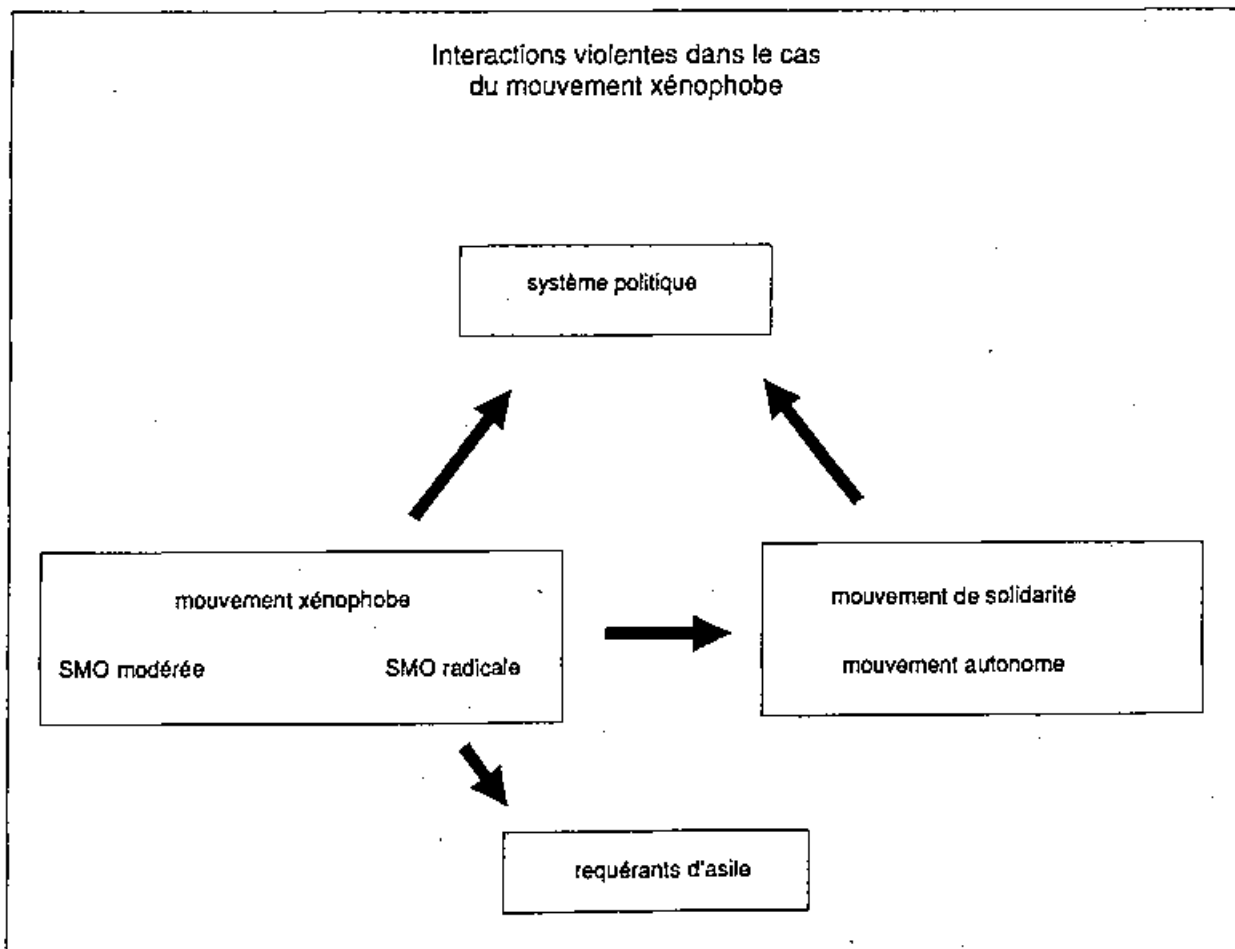 Interactions violentes dans le cas
du mouvement xénophobe
système politique
mouvement xénophobe
SMO modérée SMO radicale
mouvement de solidarité
mouvement autonome
requérants d'asile